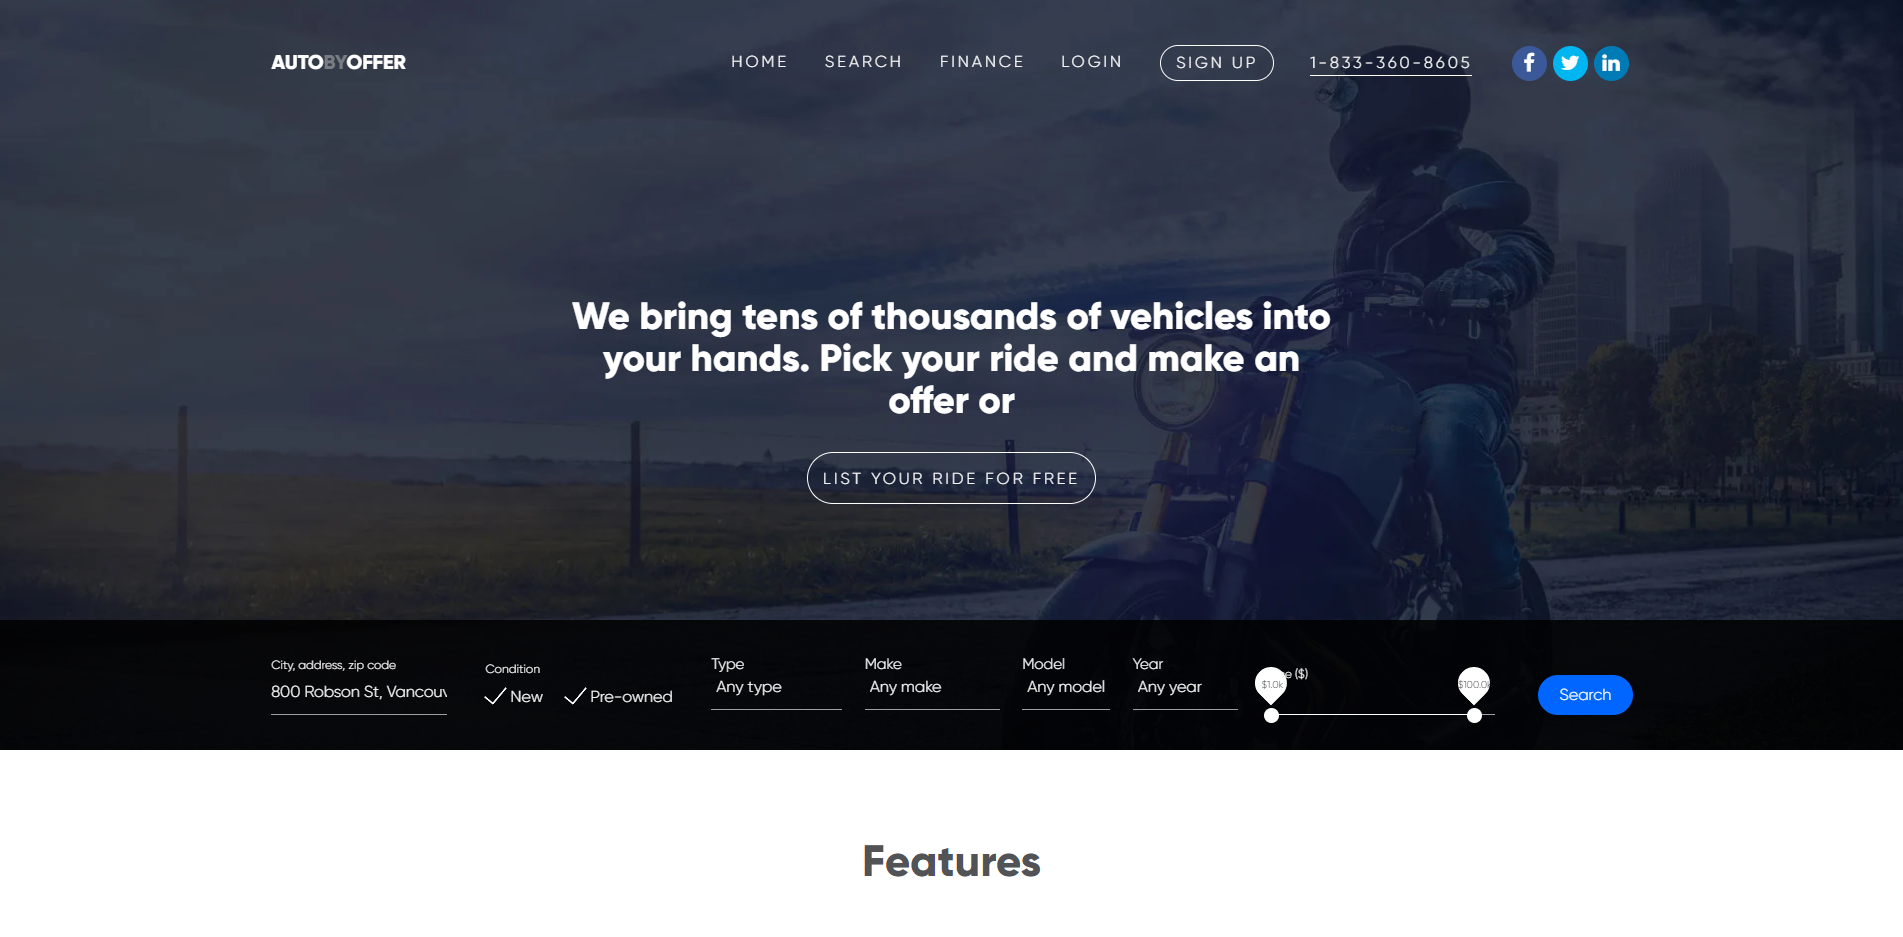 AUTOBYOFFER
HOME
SEARCH
FINANCE
LOGIN
SIGN UP
1-833-360-8605
We bring tens of thousands of vehicles into
your hands. Pick your ride and make an
offer or
LIST YOUR RIDE FOR FREE
City, address, zip code
800 Robson St, Vancouv
Condition
New
Pre-owned
Type
Any type
Make
Any make
Model
Any model
Year
Any year
($)
$1.0k
$100.0k
Search
Features